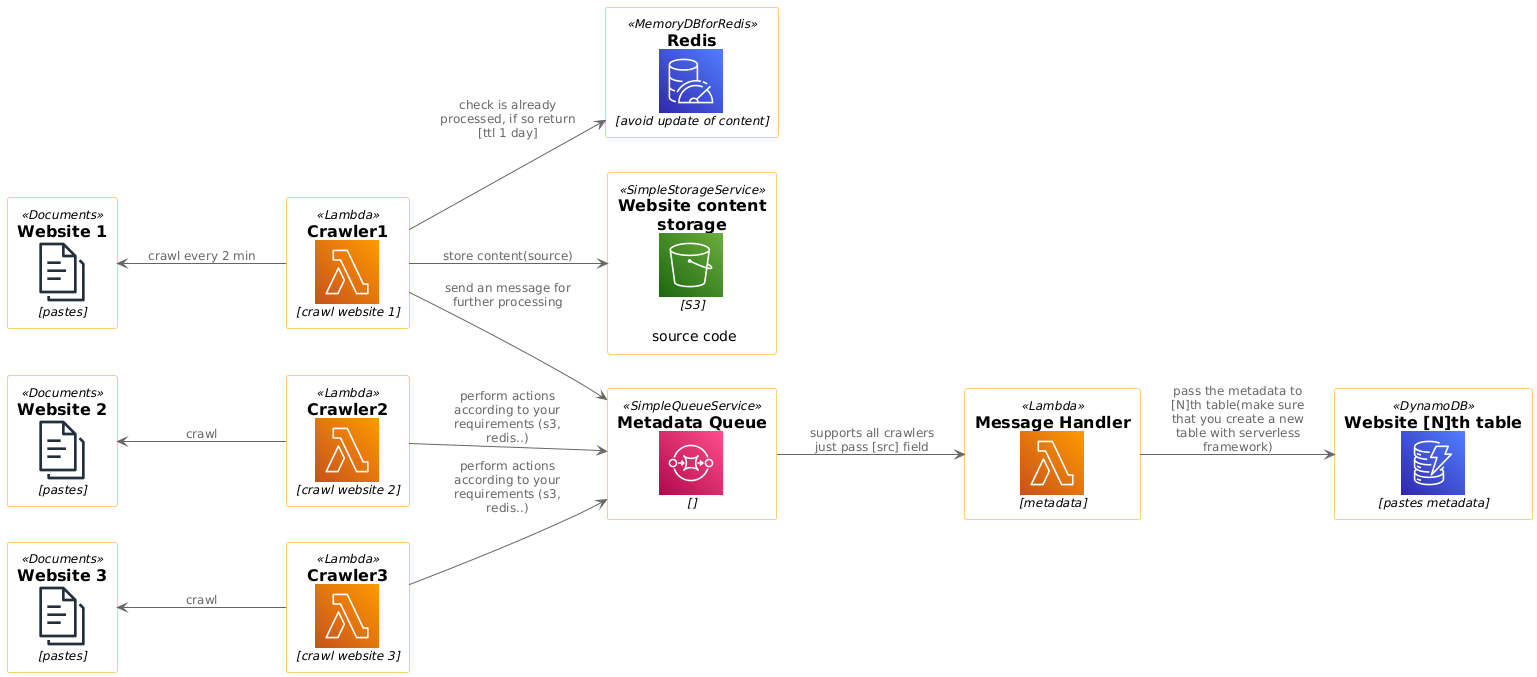 «MemoryDBforRedis»
Redis
[avoid update of content]
check is already
processed, if so return
[ttl 1 day]
«SimpleStorageService»
Website content
storage
[S3]
source code
«Documents»
Website 1
[pastes]
crawl every 2 min
«Lambda»
Crawler1
[crawl website 1]
store content(source)
send an message for
further processing
«Documents»
Website 2
[pastes]
crawl
«Lambda»
Crawler2
[crawl website 2]
perform actions
according to your
requirements (s3,
redis..)
«SimpleQueueService»
Metadata Queue
[]
supports all crawlers
just pass [src] field
«Lambda»
Message Handler
[metadata]
pass the metadata to
[N]th table(make sure
that you create a new
table with serverless
framework)
«DynamoDB»
Website [N]th table
[pastes metadata]
perform actions
according to your
requirements (s3,
redis..)
«Documents»
Website 3
[pastes]
crawl
«Lambda»
Crawler3
[crawl website 3]